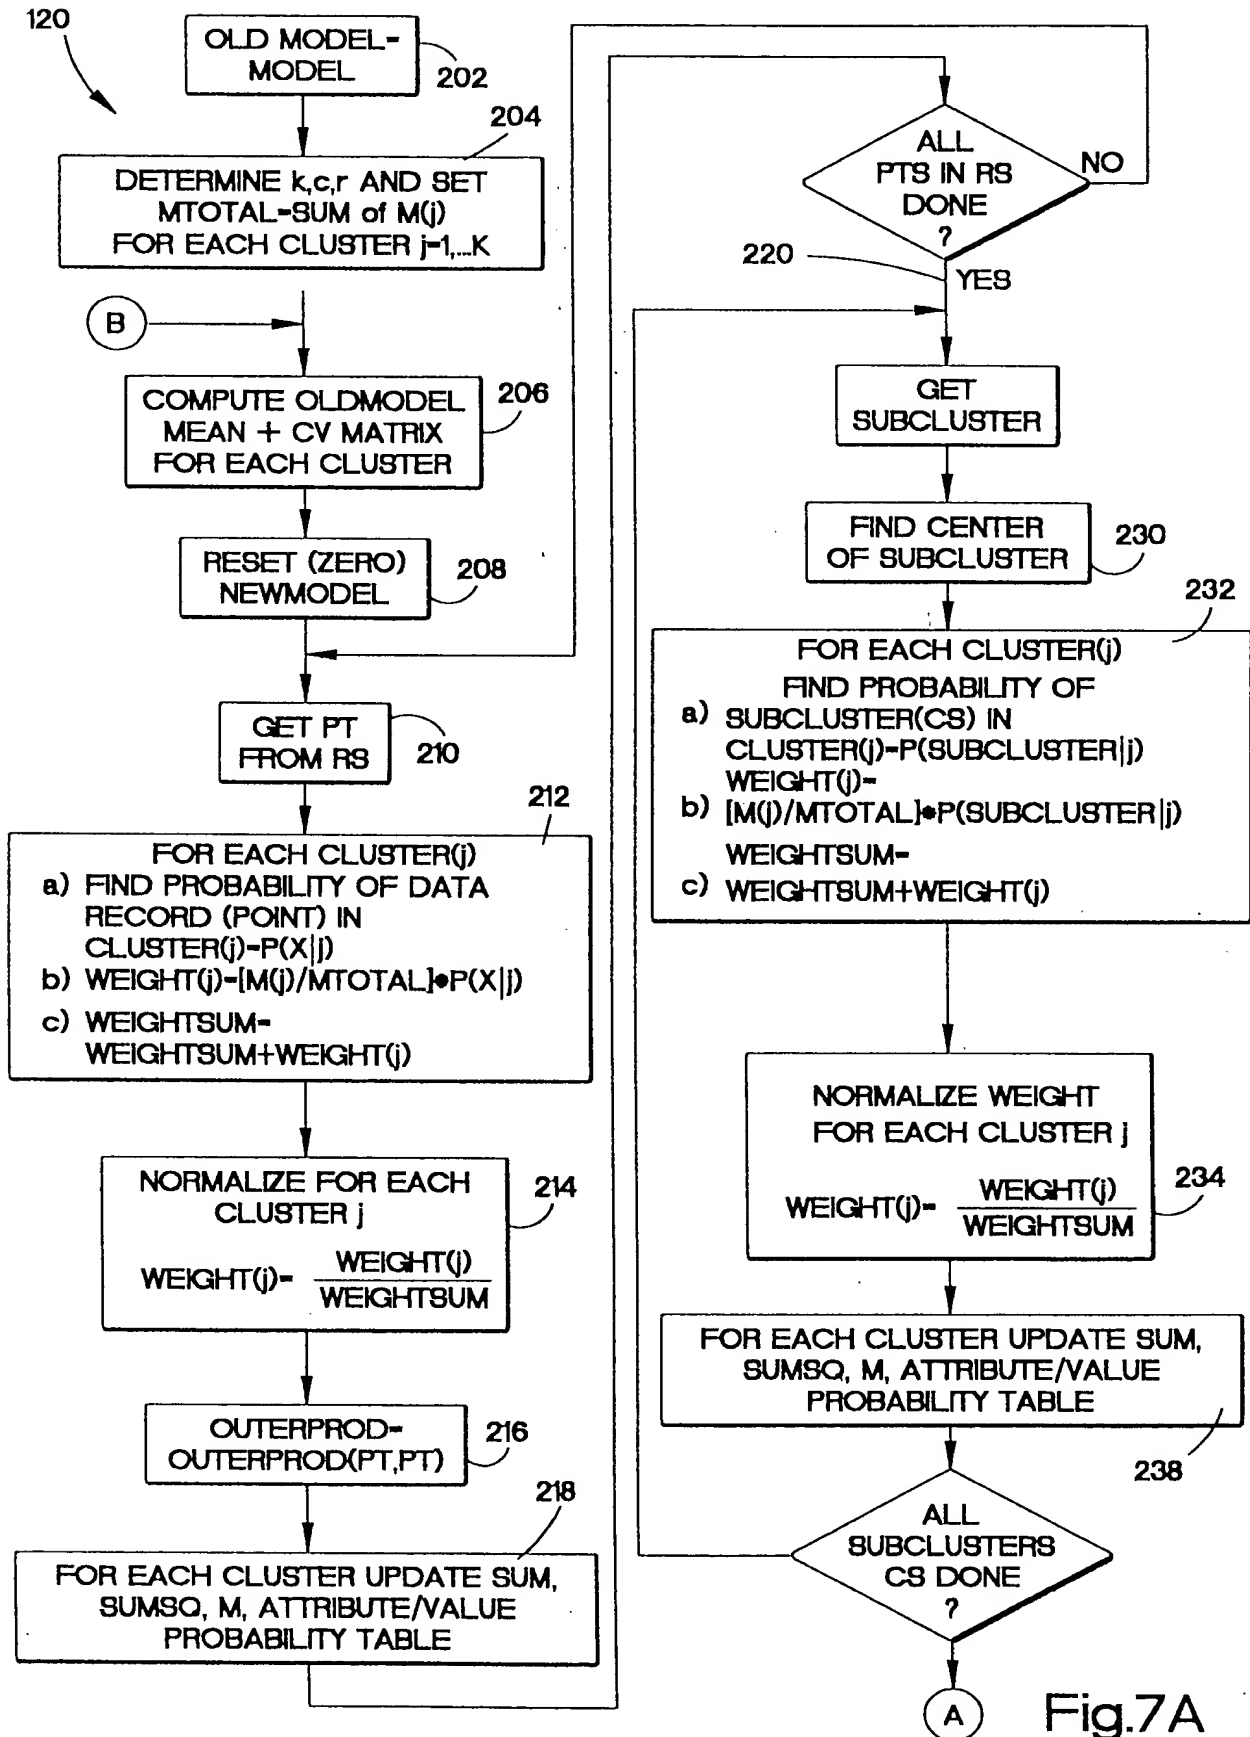 120
OLD MODEL=
MODEL
202
204
DETERMINE k,c,r AND SET
MTOTAL=SUM of M(j)
FOR EACH CLUSTER j=1,...K
B
COMPUTE OLDMODEL
MEAN + CV MATRIX
FOR EACH CLUSTER
206
RESET (ZERO)
NEWMODEL
208
GET PT
FROM RS
210
212
FOR EACH CLUSTER(j)
a) FIND PROBABILITY OF DATA
RECORD (POINT) IN
CLUSTER(j)=P(X|j)
b) WEIGHT(j)=[M(j)/MTOTAL]•P(X|j)
c) WEIGHTSUM=
WEIGHTSUM+WEIGHT(j)
NORMALIZE FOR EACH
CLUSTER j
214
WEIGHT(j)= WEIGHT(j)
WEIGHTSUM
OUTERPROD=
OUTERPROD(PT,PT)
216
218
FOR EACH CLUSTER UPDATE SUM,
SUMSQ, M, ATTRIBUTE/VALUE
PROBABILITY TABLE
ALL
PTS IN RS
DONE
?
NO
220
YES
GET
SUBCLUSTER
FIND CENTER
OF SUBCLUSTER
230
232
FOR EACH CLUSTER(j)
FIND PROBABILITY OF
a) SUBCLUSTER(CS) IN
CLUSTER(j)=P(SUBCLUSTER|j)
WEIGHT(j)=
b) [M(j)/MTOTAL]•P(SUBCLUSTER|j)
WEIGHTSUM=
c) WEIGHTSUM+WEIGHT(j)
NORMALIZE WEIGHT
FOR EACH CLUSTER j
WEIGHT(j)= WEIGHT(j)
WEIGHTSUM
234
FOR EACH CLUSTER UPDATE SUM,
SUMSQ, M, ATTRIBUTE/VALUE
PROBABILITY TABLE
238
ALL
SUBCLUSTERS
CS DONE
?
A
Fig.7A